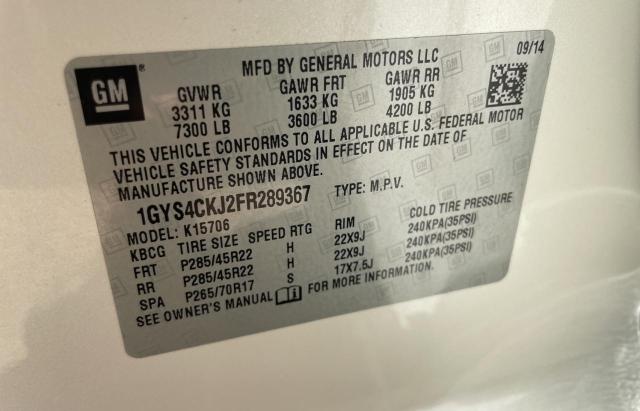 GM ®
MFD BY GENERAL MOTORS LLC 09/14
GVWR GAWR FRT GAWR RR
3311 KG 1633 KG 1905 KG
7300 LB 3600 LB 4200 LB
THIS VEHICLE CONFORMS TO ALL APPLICABLE U.S. FEDERAL MOTOR
VEHICLE SAFETY STANDARDS IN EFFECT ON THE DATE OF
MANUFACTURE SHOWN ABOVE.
1GYS4CKJ2FR289367 TYPE: M.P.V.
MODEL: K15706
KBCG TIRE SIZE SPEED RTG RIM COLD TIRE PRESSURE
FRT P285/45R22 H 22X9J 240KPA(35PSI)
RR P285/45R22 H 22X9J 240KPA(35PSI)
SPA P265/70R17 S 17X7.5J 240KPA(35PSI)
SEE OWNER'S MANUAL FOR MORE INFORMATION.